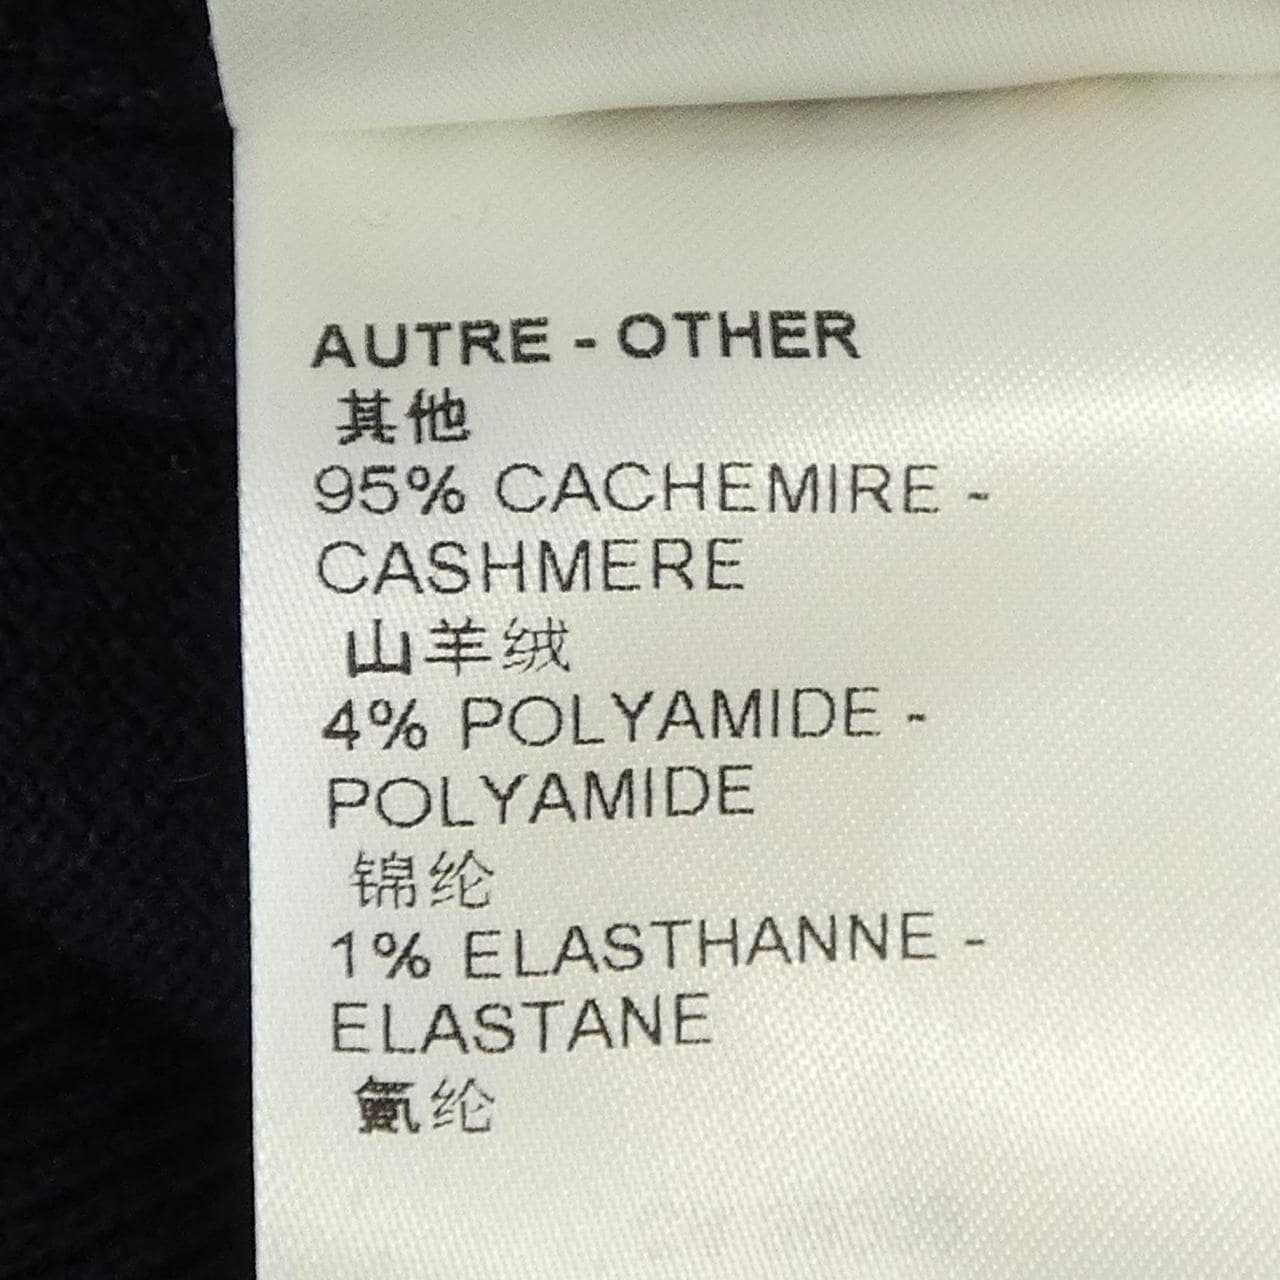 AUTRE - OTHER
其他
95% CACHEMIRE -
CASHMERE
山羊绒
4% POLYAMIDE -
POLYAMIDE
锦纶
1% ELASTHANNE -
ELASTANE
氨纶